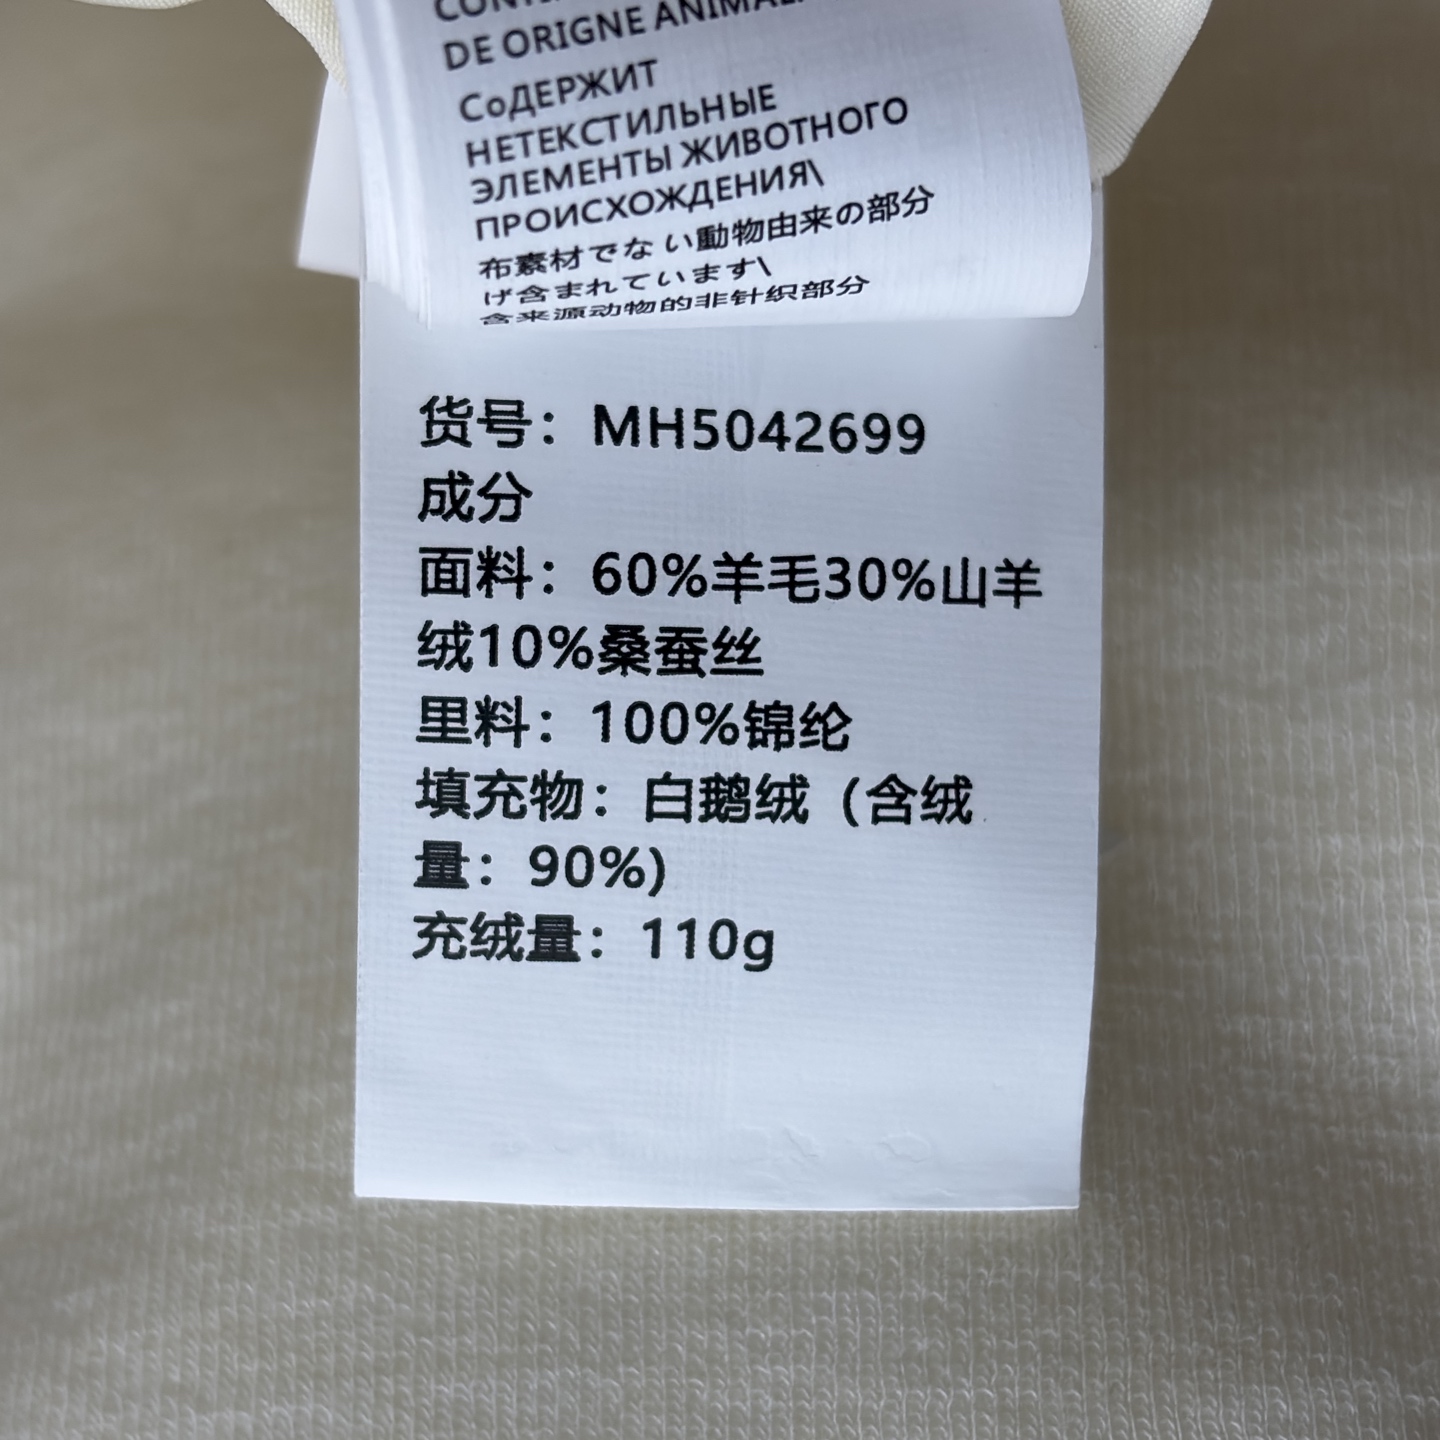 DE ORIGNE ANIMAL
CoДЕРЖИТ
НЕТЕКСТИЛЬНЫЕ
ЭЛЕМЕНТЫ ЖИВОТНОГО
ПРОИСХОЖДЕНИЯ\
布素材でな い動物由来の部分
げ含まれています\
含来源动物的非针织部分
货号：MH5042699
成分
面料：60%羊毛30%山羊
绒10%桑蚕丝
里料：100%锦纶
填充物：白鹅绒（含绒
量：90%)
充绒量：110g